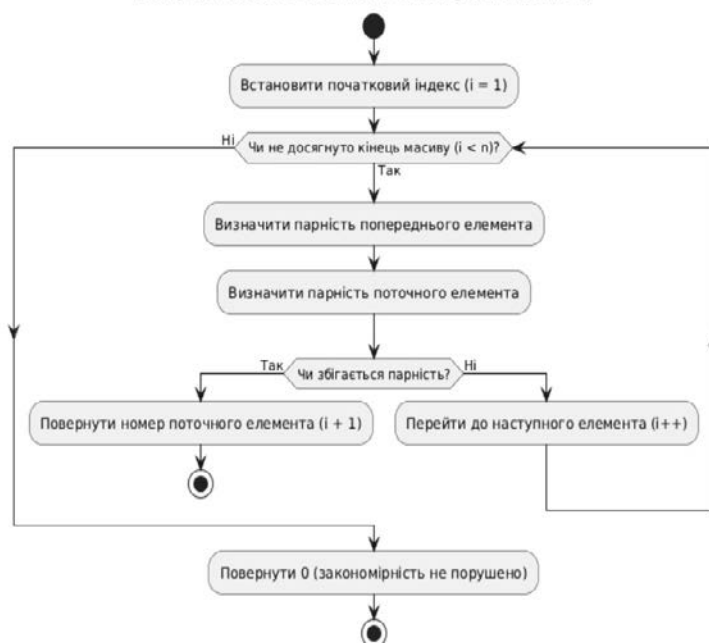 Встановити початковий індекс (i = 1)
Ні
Чи не досягнуто кінець масиву (i < n)?
Так
Визначити парність попереднього елемента
Визначити парність поточного елемента
Так
Чи збігається парність?
Ні
Повернути номер поточного елемента (i + 1)
Перейти до наступного елемента (i++)
Повернути 0 (закономірність не порушено)